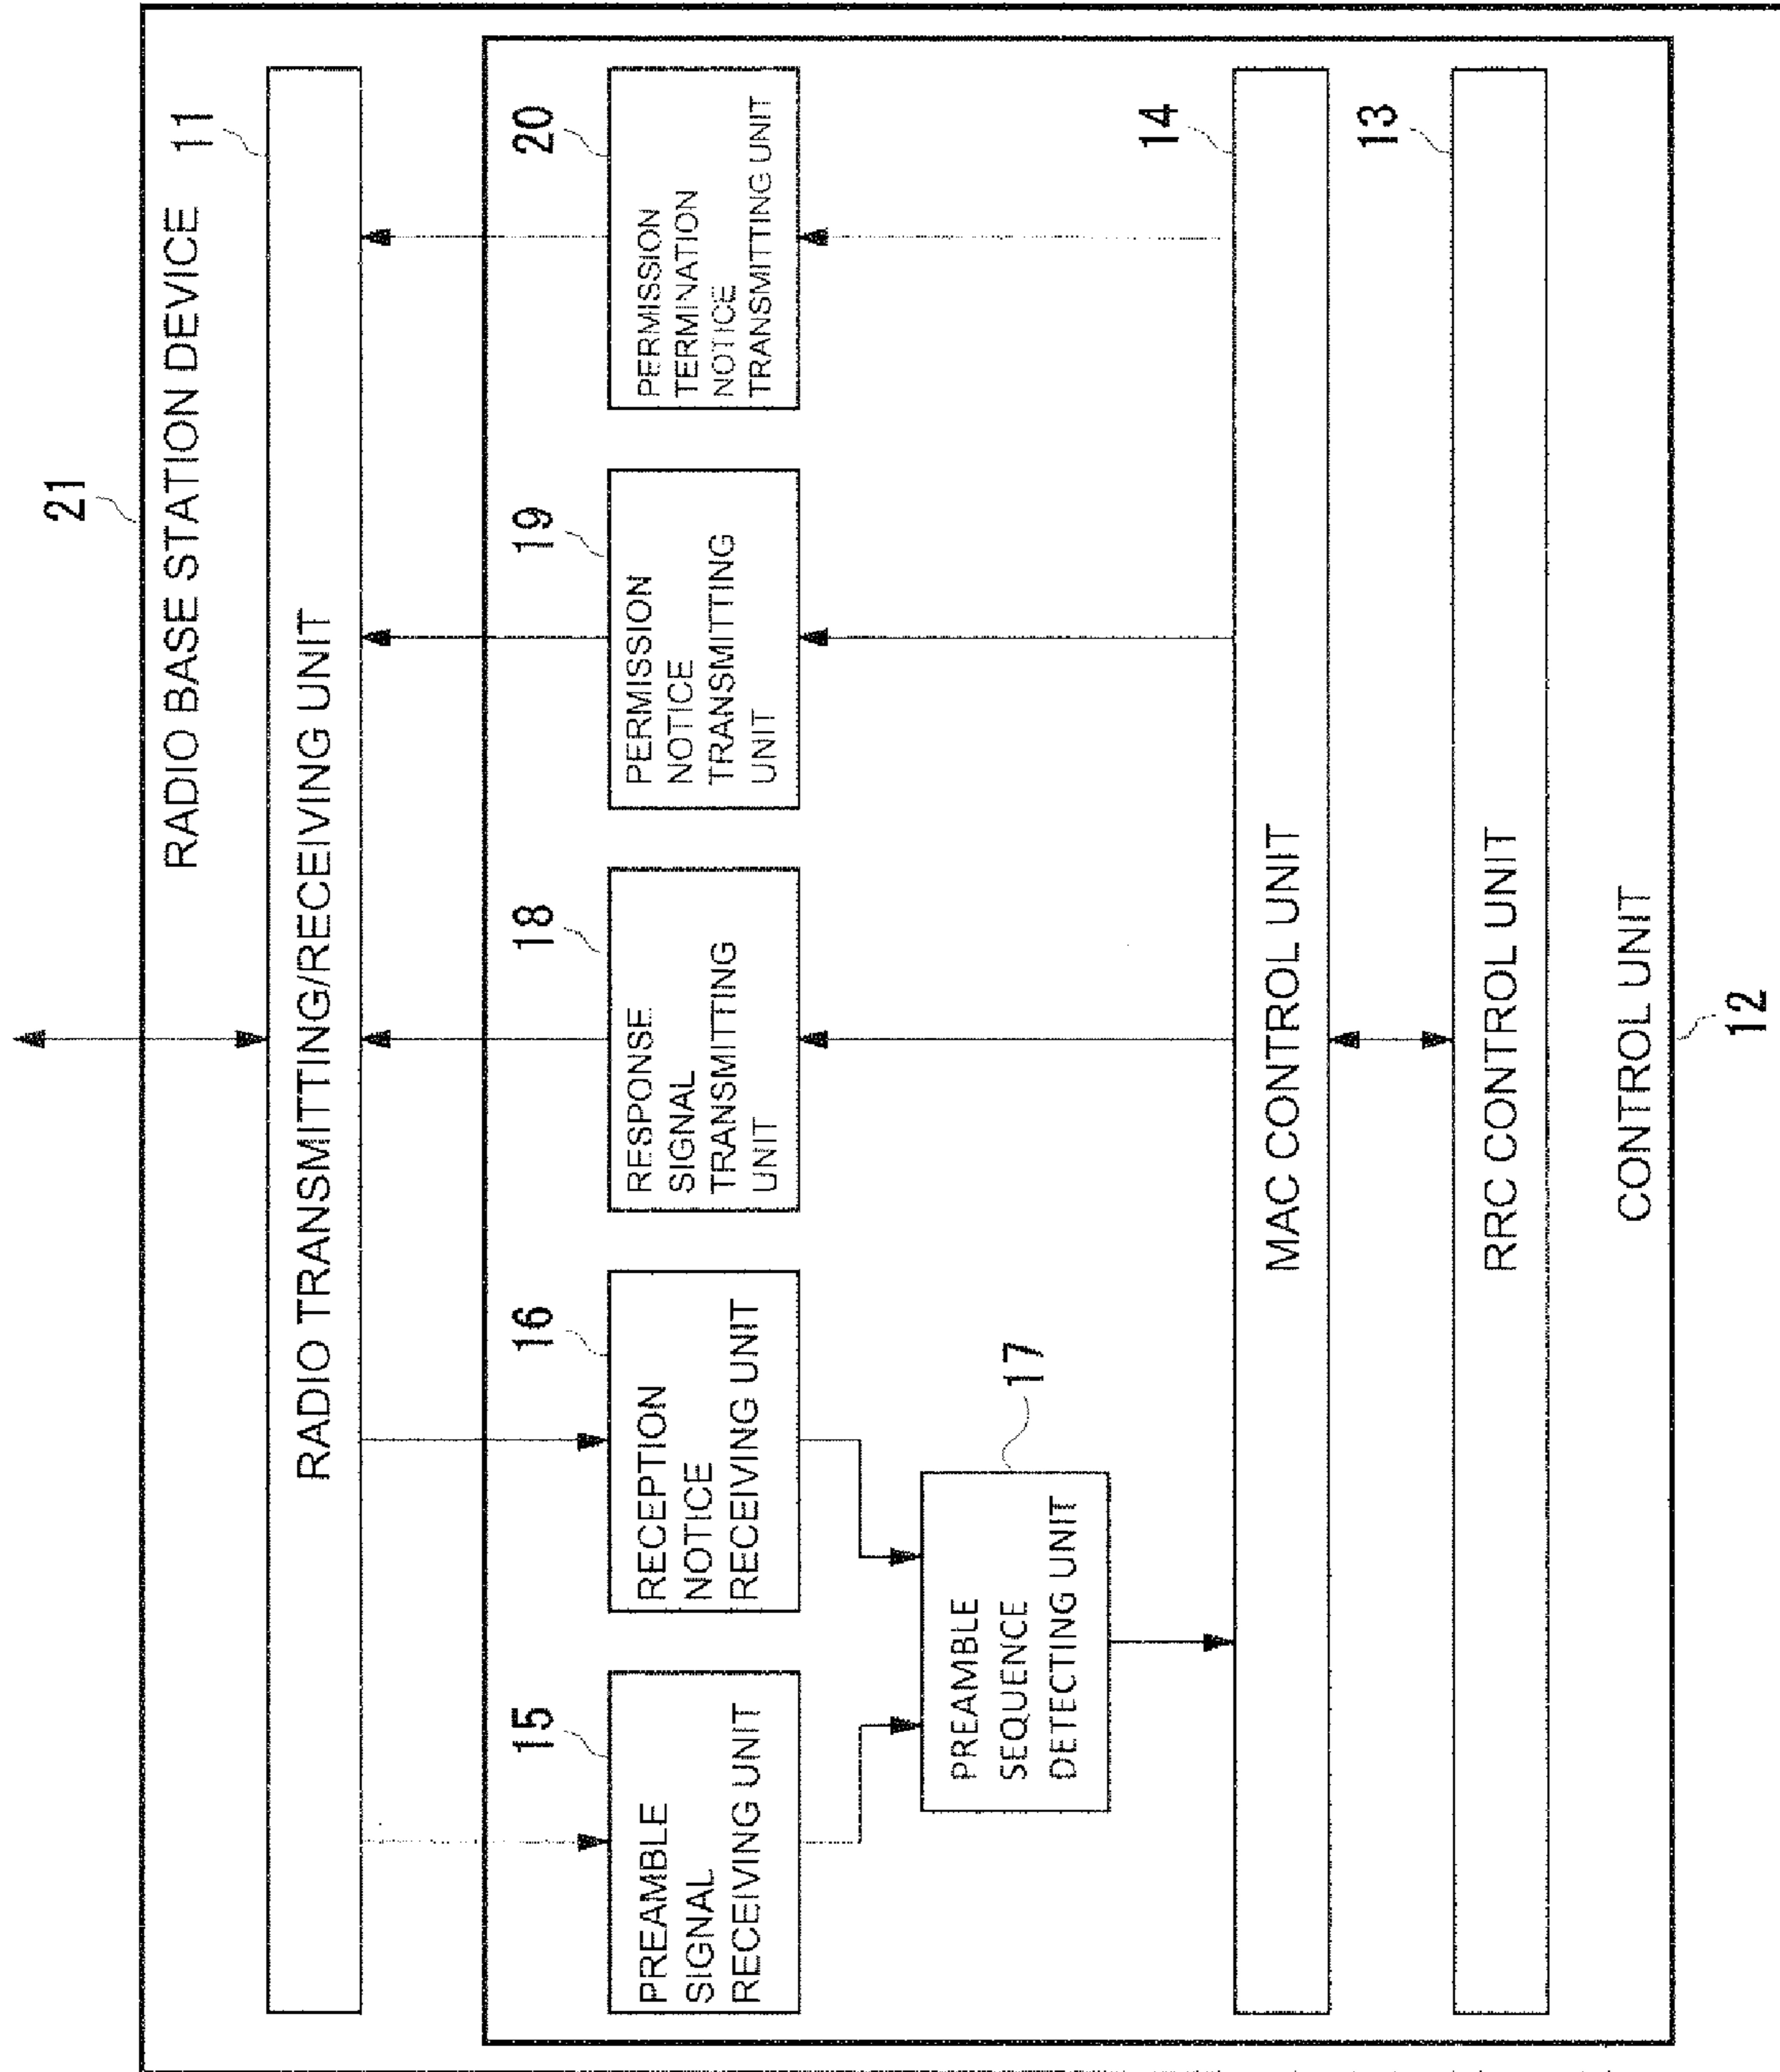 21
RADIO BASE STATION DEVICE
11
RADIO TRANSMITTING/RECEIVING UNIT
15
PREAMBLE
SIGNAL
RECEIVING UNIT
16
RECEPTION
NOTICE
RECEIVING UNIT
18
RESPONSE
SIGNAL
TRANSMITTING
UNIT
19
PERMISSION
NOTICE
TRANSMITTING
UNIT
20
PERMISSION
TERMINATION
NOTICE
TRANSMITTING UNIT
17
PREAMBLE
SEQUENCE
DETECTING UNIT
14
MAC CONTROL UNIT
13
RRC CONTROL UNIT
CONTROL UNIT
12